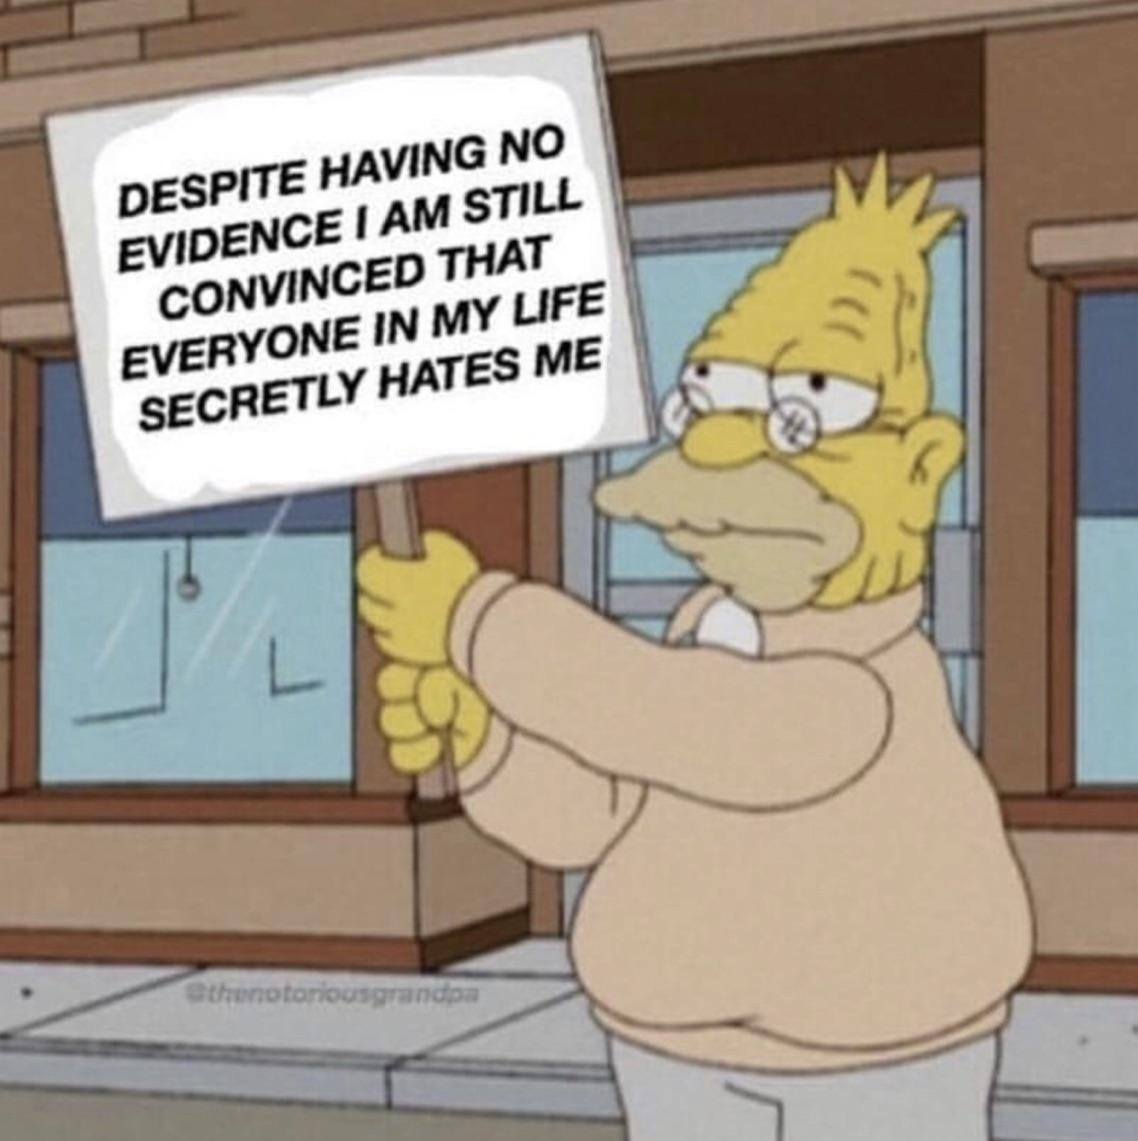 DESPITE HAVING NO
EVIDENCE I AM STILL
CONVINCED THAT
EVERYONE IN MY LIFE
SECRETLY HATES ME
@thenotoriousgrandpa